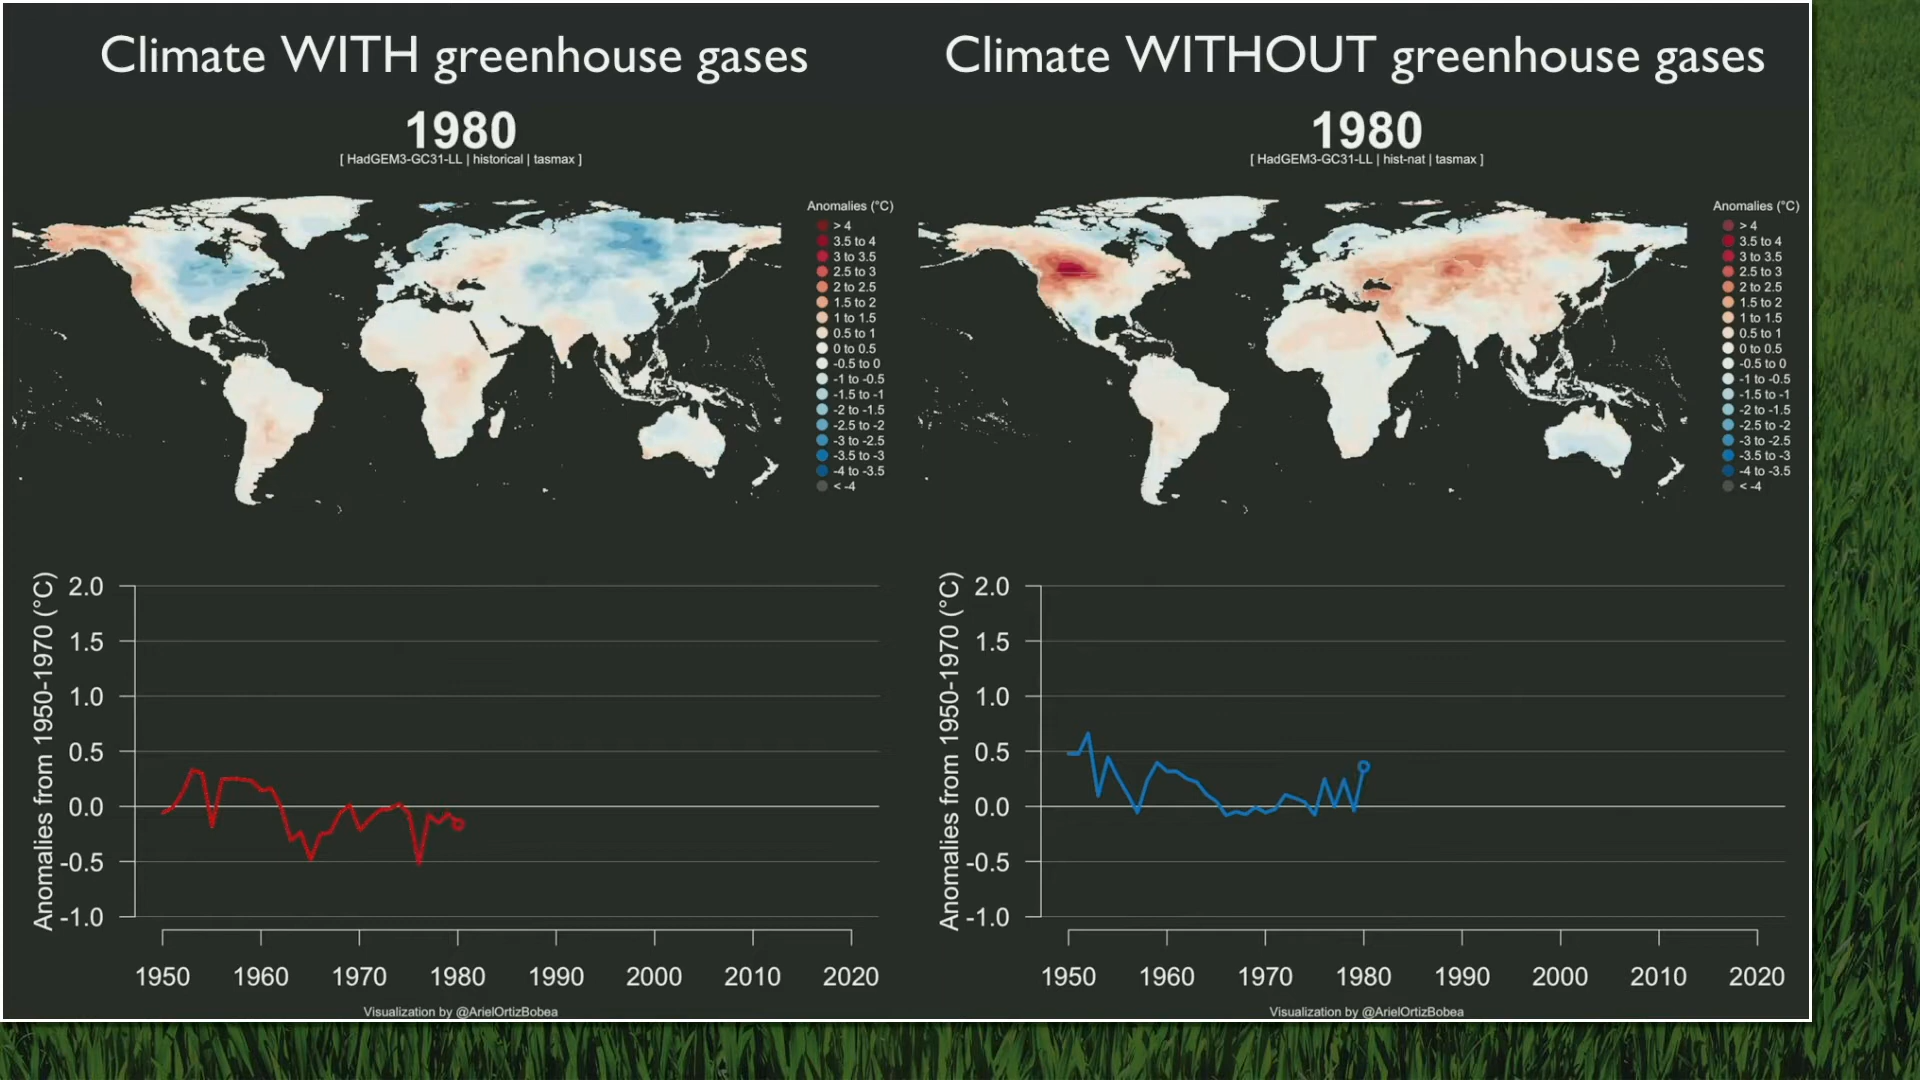 Climate WITH greenhouse gases
1980
[ HadGEM3-GC31-LL | historical | tasmax ]
Anomalies (°C)
> 4
3.5 to 4
3 to 3.5
2.5 to 3
2 to 2.5
1.5 to 2
1 to 1.5
0.5 to 1
0 to 0.5
-0.5 to 0
-1 to -0.5
-1.5 to -1
-2 to -1.5
-2.5 to -2
-3 to -2.5
-3.5 to -3
-4 to -3.5
< -4
Anomalies from 1950-1970 (°C)
2.0
1.5
1.0
0.5
0.0
-0.5
-1.0
1950 1960 1970 1980 1990 2000 2010 2020
Visualization by @ArielOrtizBobea
Climate WITHOUT greenhouse gases
1980
[ HadGEM3-GC31-LL | hist-nat | tasmax ]
Anomalies (°C)
> 4
3.5 to 4
3 to 3.5
2.5 to 3
2 to 2.5
1.5 to 2
1 to 1.5
0.5 to 1
0 to 0.5
-0.5 to 0
-1 to -0.5
-1.5 to -1
-2 to -1.5
-2.5 to -2
-3 to -2.5
-3.5 to -3
-4 to -3.5
< -4
Anomalies from 1950-1970 (°C)
2.0
1.5
1.0
0.5
0.0
-0.5
-1.0
1950 1960 1970 1980 1990 2000 2010 2020
Visualization by @ArielOrtizBobea